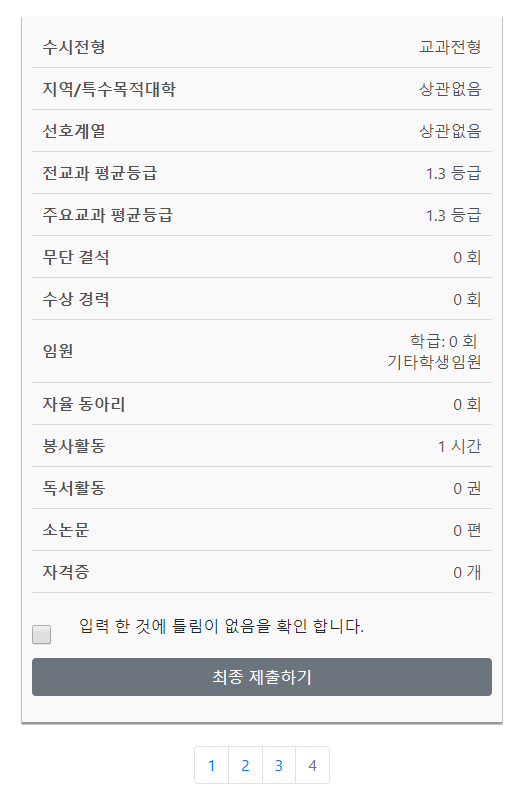 수시전형 교과전형
지역/특수목적대학 상관없음
선호계열 상관없음
전교과 평균등급 1.3 등급
주요교과 평균등급 1.3 등급
무단 결석 0 회
수상 경력 0 회
임원 학급: 0 회
기타학생임원
자율 동아리 0 회
봉사활동 1 시간
독서활동 0 권
소논문 0 편
자격증 0 개
입력 한 것에 틀림이 없음을 확인 합니다.
최종 제출하기
1 2 3 4